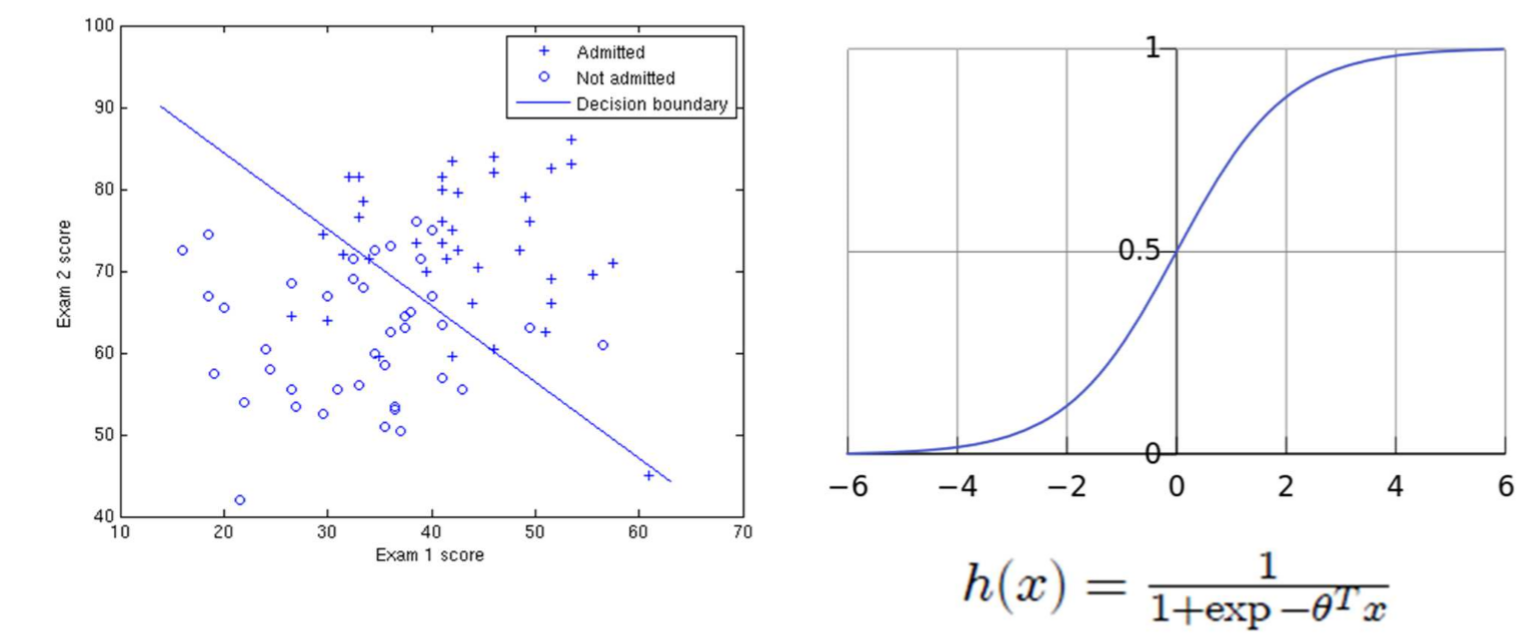 100
90
80
70
60
50
40
Exam 2 score
Admitted
Not admitted
Decision boundary
10 20 30 40 50 60 70
Exam 1 score
1
0.5
0
−6 −4 −2 0 2 4 6
h(x) = 1 / 1+exp −θ^T x